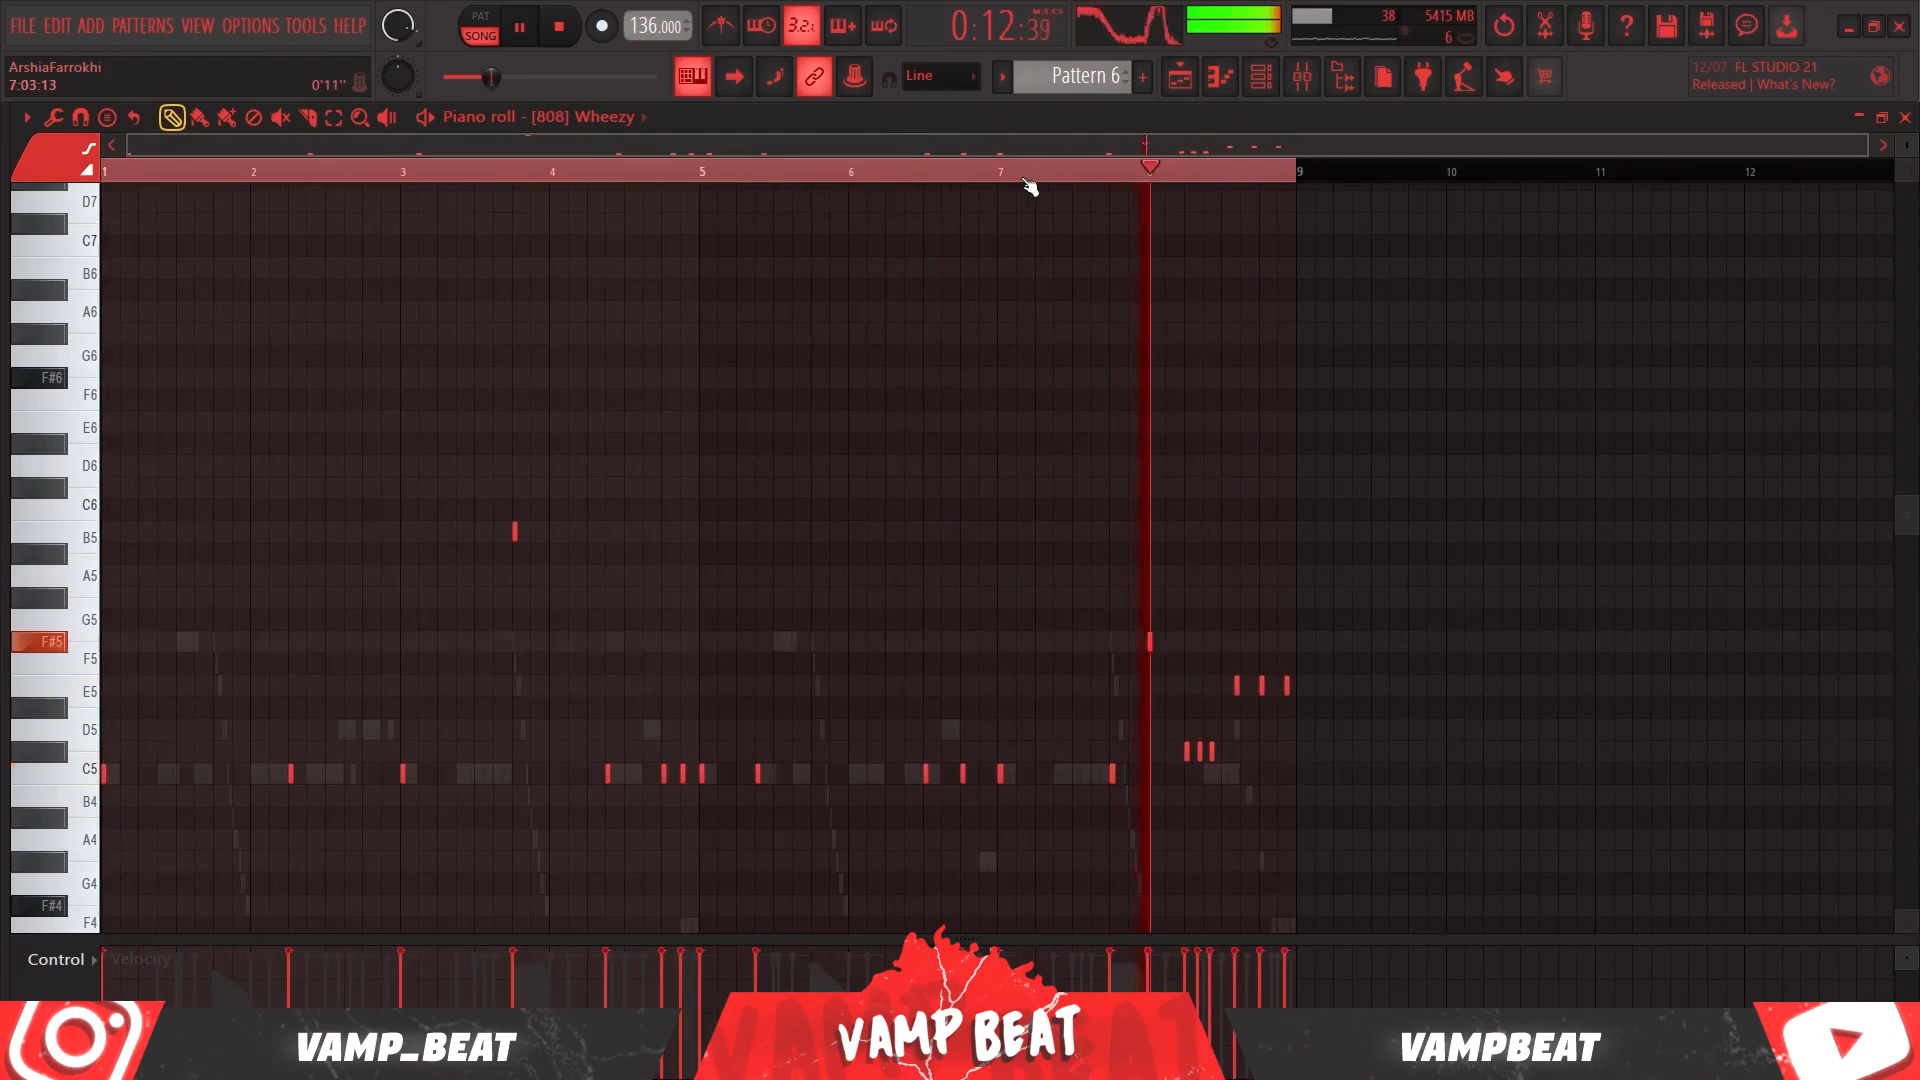 FILE EDIT ADD PATTERNS VIEW OPTIONS TOOLS HELP
PAT
SONG
136.000
3.2:
0:12:39
M:S:CS
38
5415 MB
6
ArshiaFarrokhi
7:03:13
0'11"
Line
Pattern 6
12/07 FL STUDIO 21
Released | What's New?
Piano roll - [808] Wheezy
1 2 3 4 5 6 7 9 10 11 12
D7
C7
B6
A6
G6
F#6
F6
E6
D6
C6
B5
A5
G5
F#5
F5
E5
D5
C5
B4
A4
G4
F#4
F4
Control
Velocity
VAMP_BEAT
VAMP BEAT
VAMPBEAT